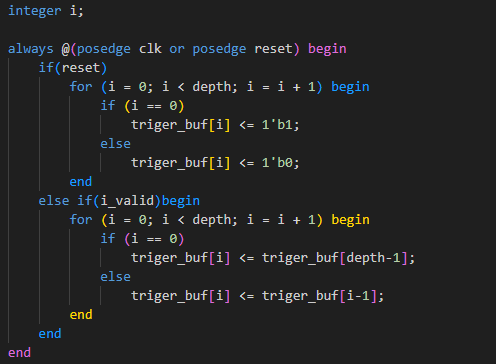 integer i;
always @(posedge clk or posedge reset) begin
if(reset)
for (i = 0; i < depth; i = i + 1) begin
if (i == 0)
triger_buf[i] <= 1'b1;
else
triger_buf[i] <= 1'b0;
end
else if(i_valid)begin
for (i = 0; i < depth; i = i + 1) begin
if (i == 0)
triger_buf[i] <= triger_buf[depth-1];
else
triger_buf[i] <= triger_buf[i-1];
end
end
end